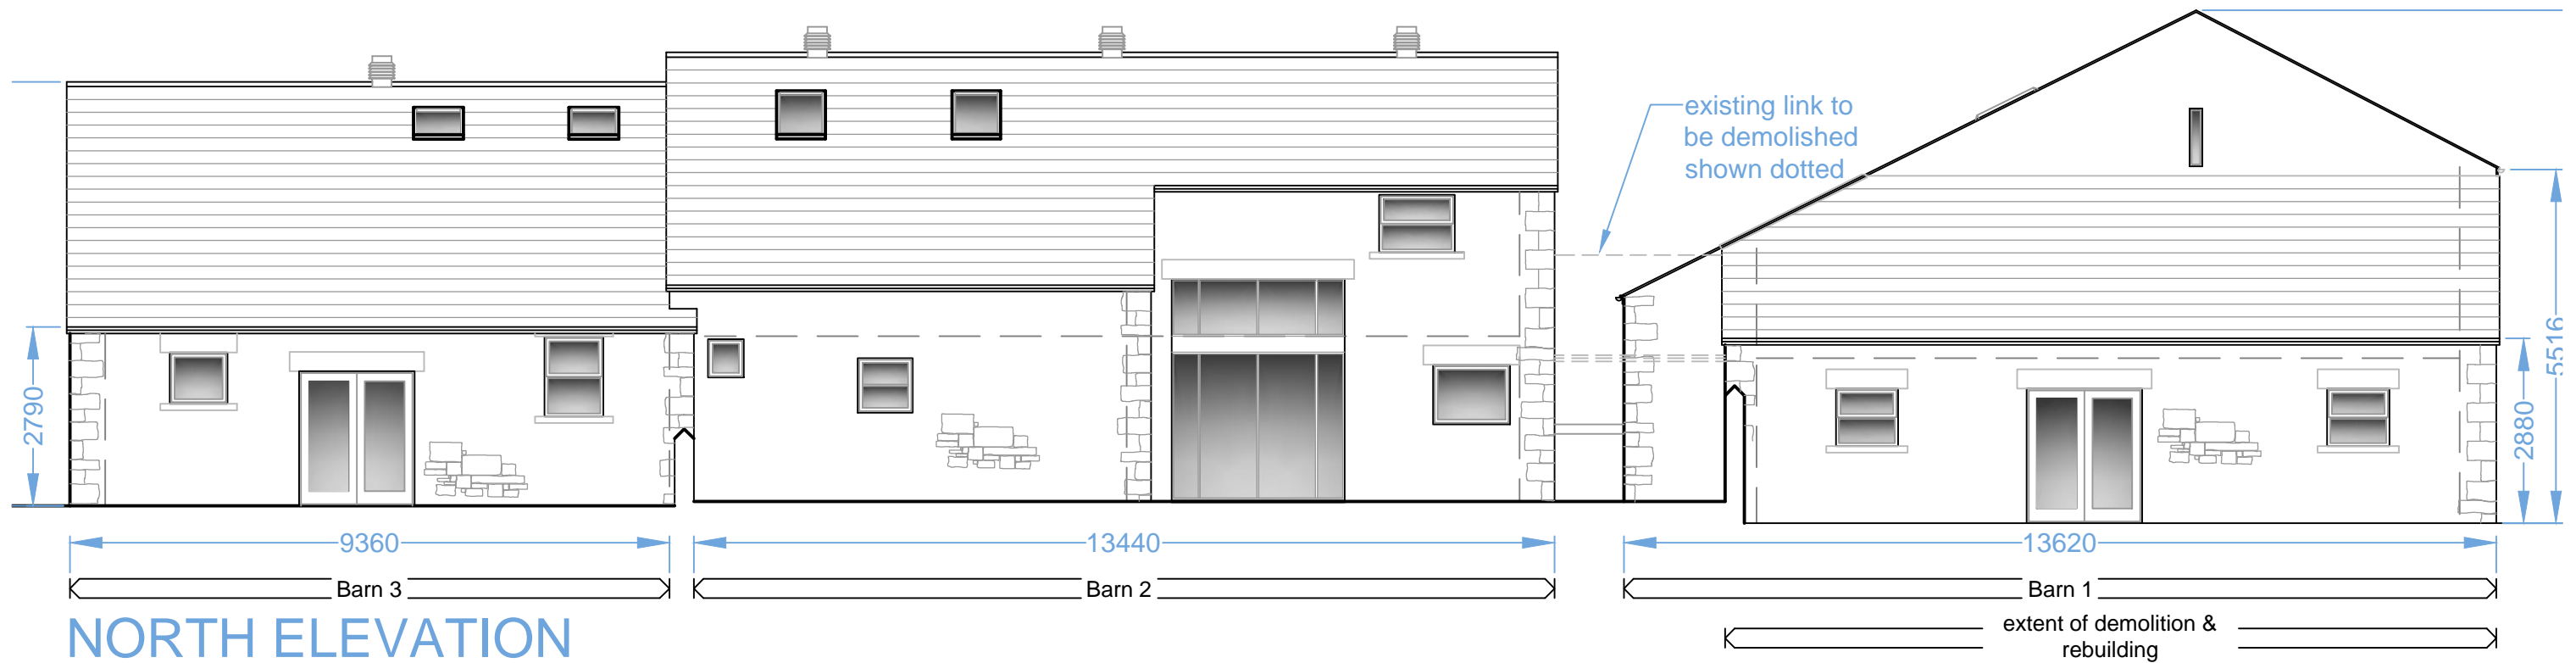 existing link to
be demolished
shown dotted
2790
5516
2880
9360
13440
13620
Barn 3
Barn 2
Barn 1
NORTH ELEVATION
extent of demolition &
rebuilding